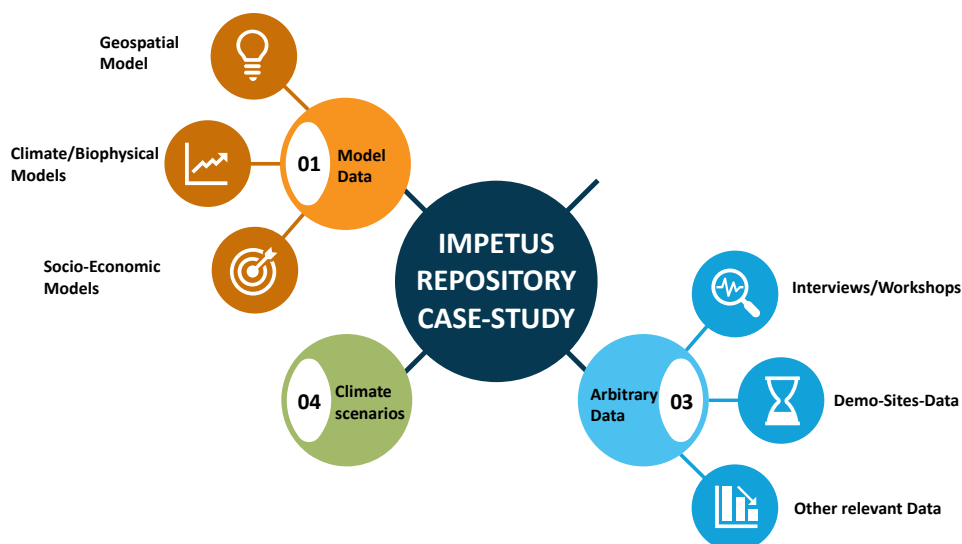 Geospatial
Model
Climate/Biophysical
Models
Socio-Economic
Models
01
Model
Data
IMPETUS
REPOSITORY
CASE-STUDY
04
Climate
scenarios
Arbitrary
Data
03
Interviews/Workshops
Demo-Sites-Data
Other relevant Data